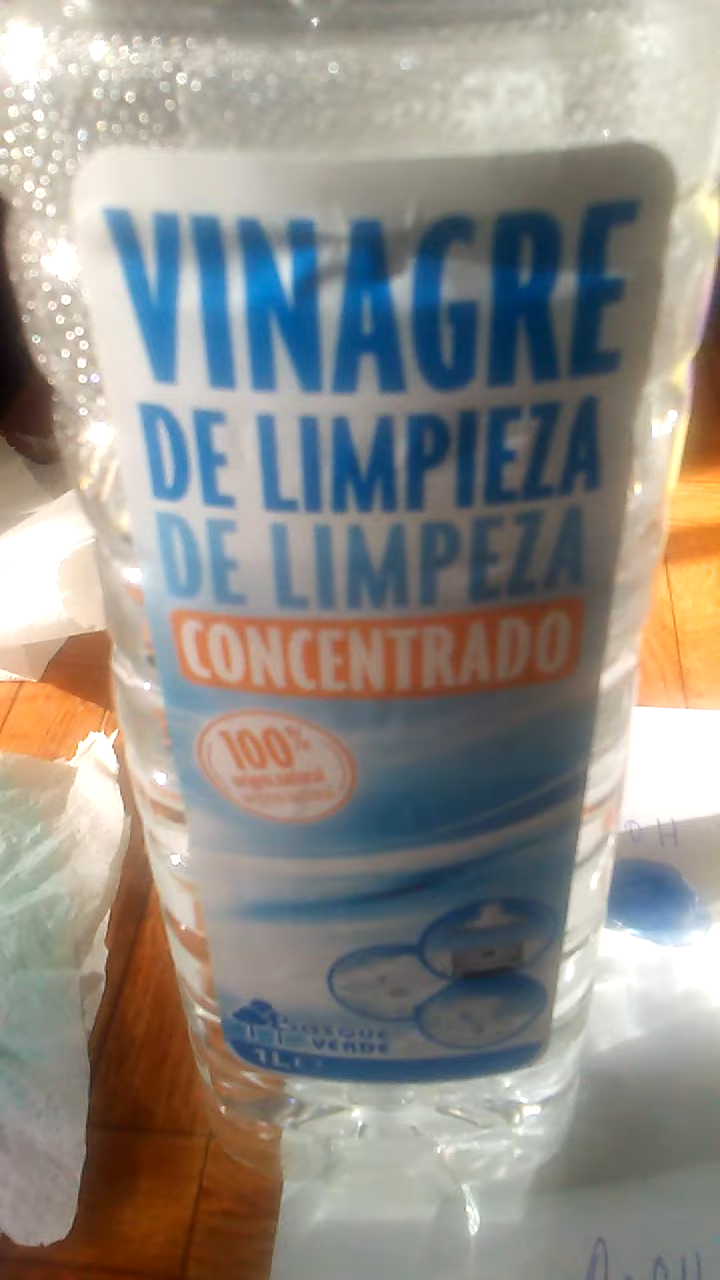 VINAGRE
DE LIMPIEZA
DE LIMPEZA
CONCENTRADO
100%
BOSQUE
VERDE
1L e